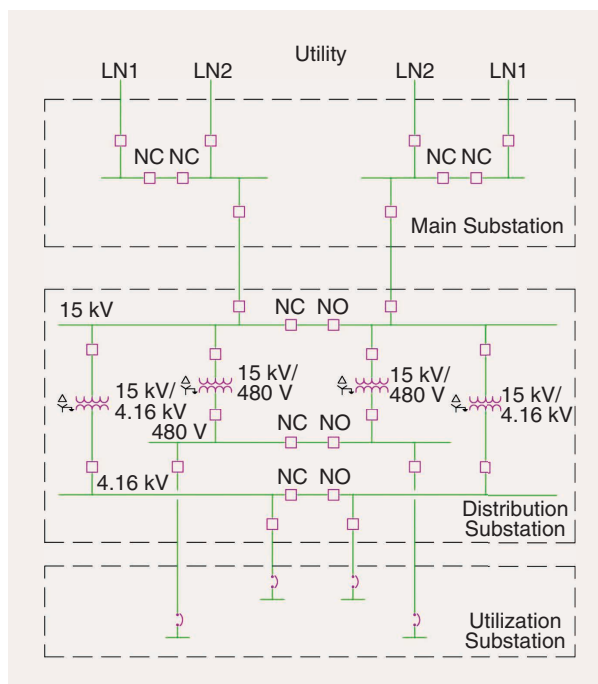 Utility
LN1 LN2 LN2 LN1
NC NC NC NC
Main Substation
15 kV NC NO
15 kV/
4.16 kV
15 kV/
480 V
15 kV/
480 V
15 kV/
4.16 kV
480 V NC NO
4.16 kV NC NO
Distribution
Substation
Utilization
Substation